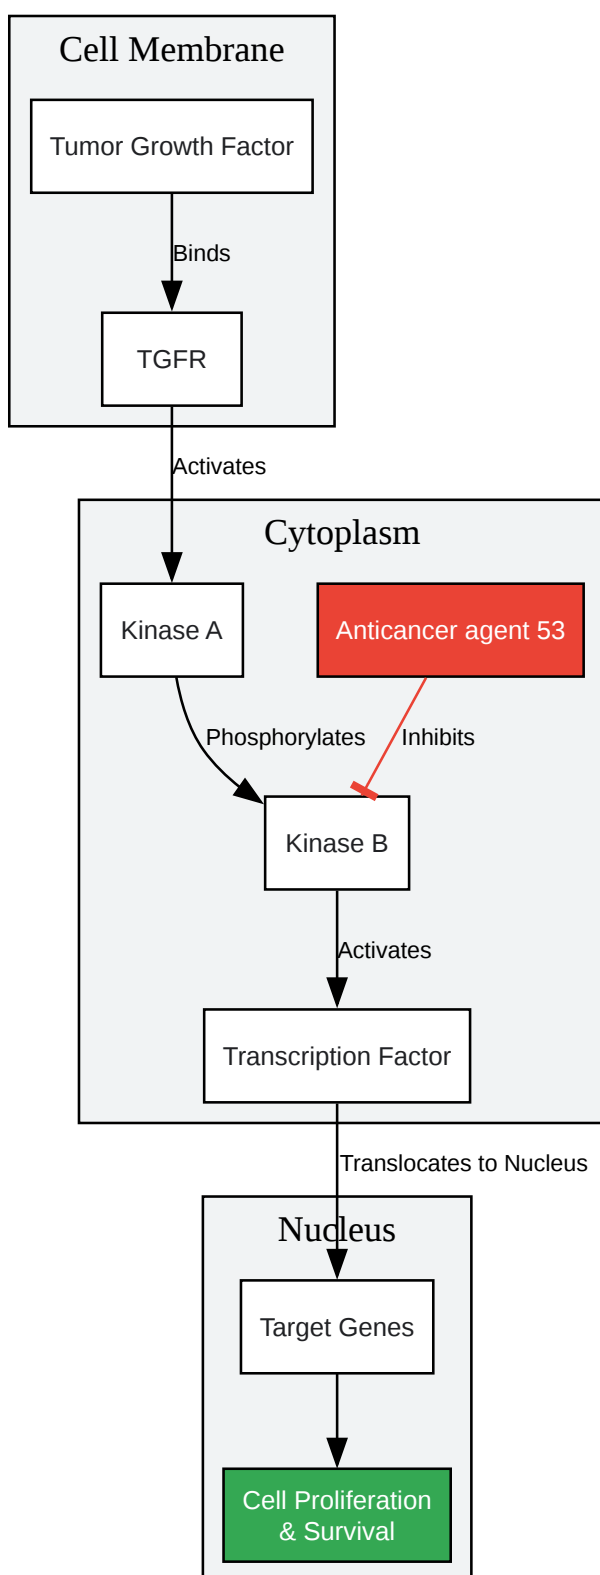 Cell Membrane
Tumor Growth Factor
Binds
TGFR
Activates
Cytoplasm
Kinase A
Anticancer agent 53
Phosphorylates
Inhibits
Kinase B
Activates
Transcription Factor
Translocates to Nucleus
Nucleus
Target Genes
Cell Proliferation
& Survival